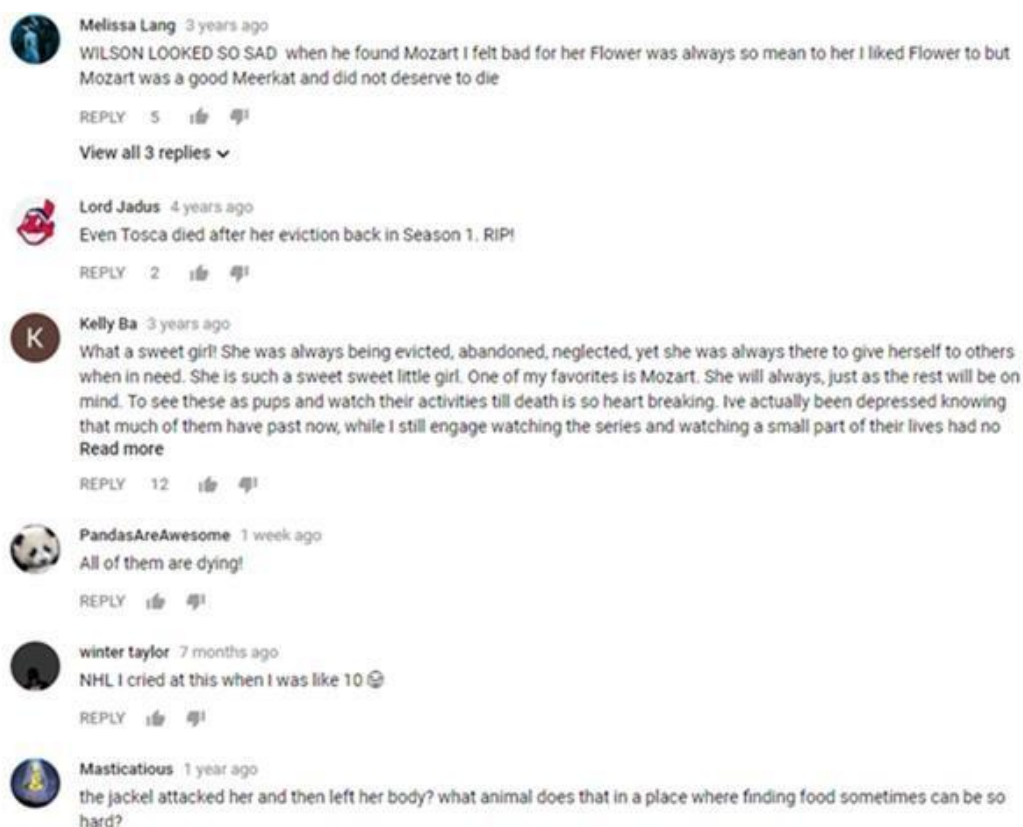 Melissa Lang 3 years ago
WILSON LOOKED SO SAD when he found Mozart I felt bad for her Flower was always so mean to her I liked Flower to but
Mozart was a good Meerkat and did not deserve to die
REPLY 5
View all 3 replies
Lord Jadus 4 years ago
Even Tosca died after her eviction back in Season 1. RIP!
REPLY 2
K
Kelly Ba 3 years ago
What a sweet girl! She was always being evicted, abandoned, neglected, yet she was always there to give herself to others
when in need. She is such a sweet sweet little girl. One of my favorites is Mozart. She will always, just as the rest will be on
mind. To see these as pups and watch their activities till death is so heart breaking. Ive actually been depressed knowing
that much of them have past now, while I still engage watching the series and watching a small part of their lives had no
Read more
REPLY 12
PandasAreAwesome 1 week ago
All of them are dying!
REPLY
winter taylor 7 months ago
NHL I cried at this when I was like 10
REPLY
Masticatious 1 year ago
the jackel attacked her and then left her body? what animal does that in a place where finding food sometimes can be so
hard?